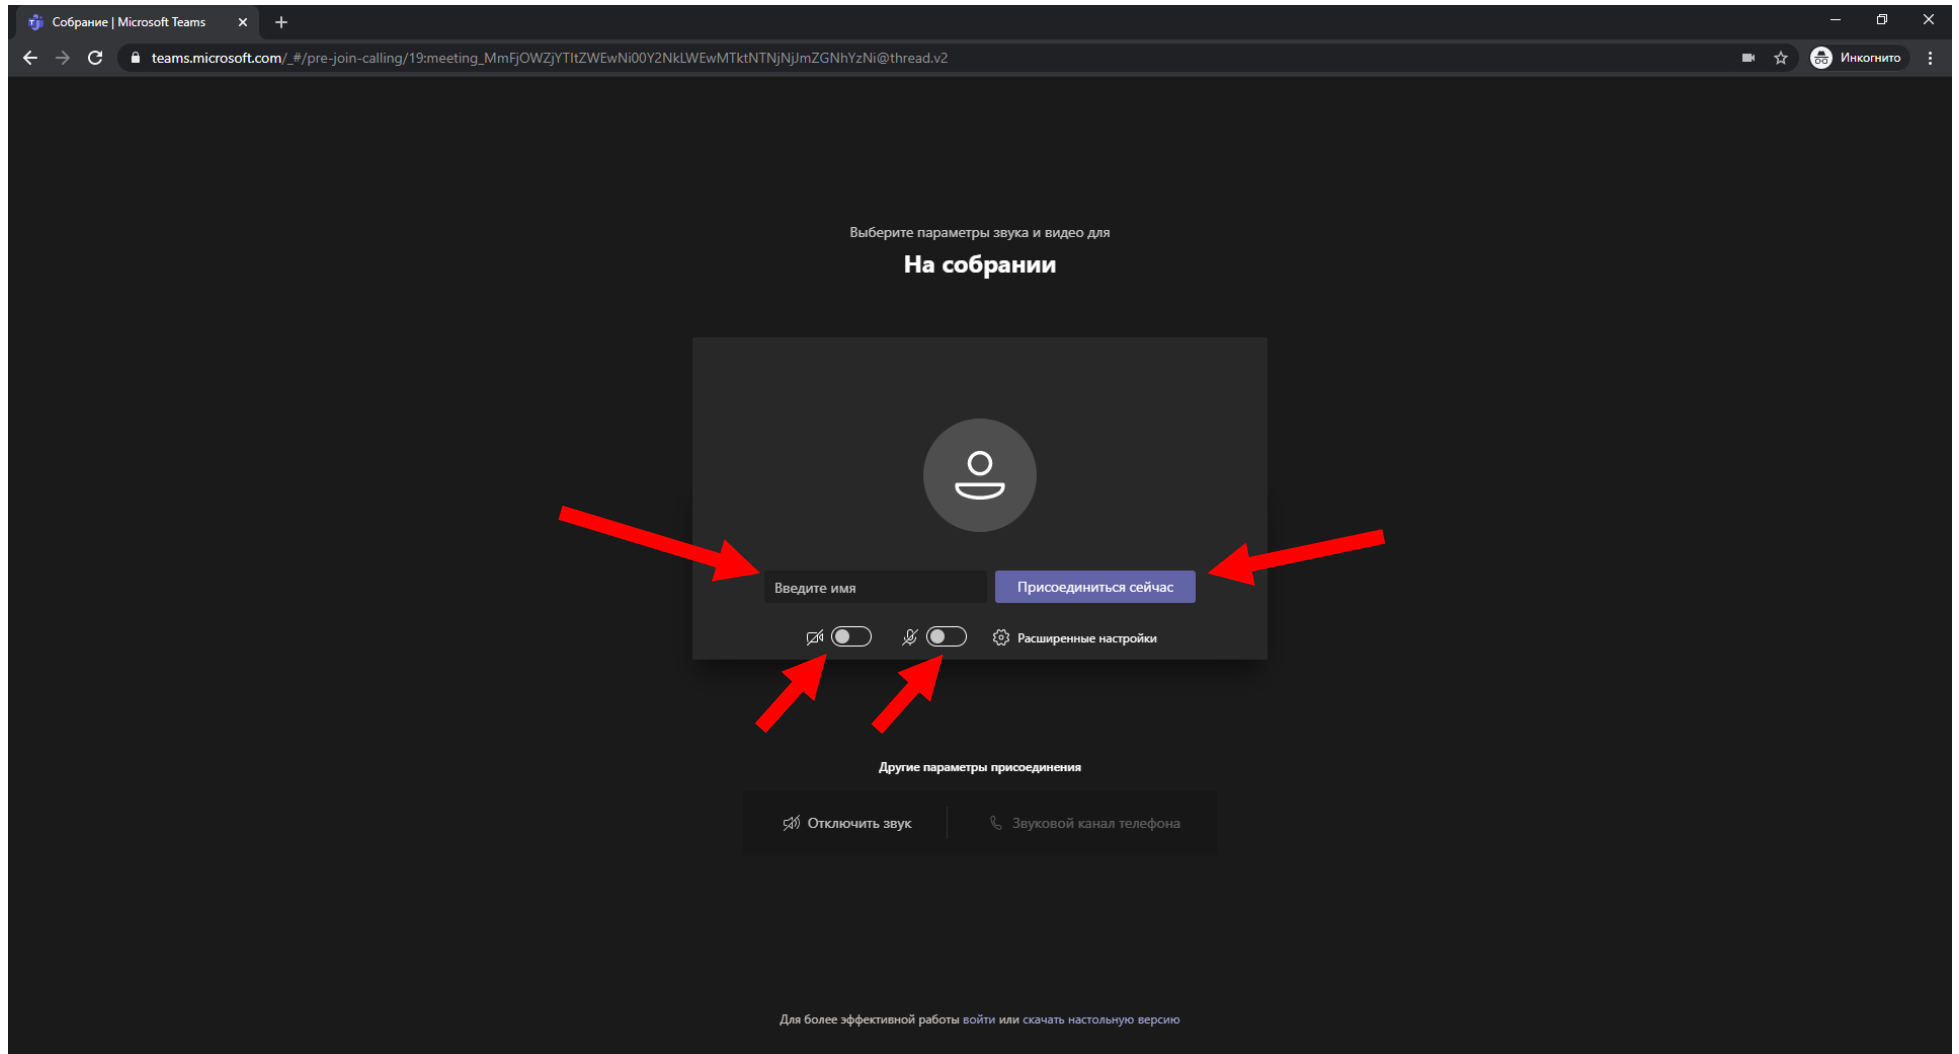 Собрание | Microsoft Teams
teams.microsoft.com/_#/pre-join-calling/19:meeting_MmFjOWZjYTItZWEwNi00Y2NkLWEwMTktNTNjNjJmZGNhYzNi@thread.v2
Инкогнито
Выберите параметры звука и видео для
На собрании
Введите имя
Присоединиться сейчас
Расширенные настройки
Другие параметры присоединения
Отключить звук
Звуковой канал телефона
Для более эффективной работы войти или скачать настольную версию